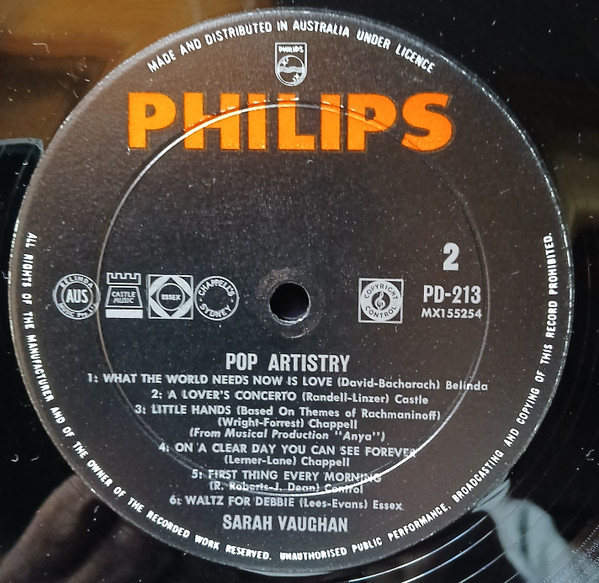 MADE AND DISTRIBUTED IN AUSTRALIA UNDER LICENCE
PHILIPS
PHILIPS
2
BELINDA
AUS
MUSIC PTY LTD
CASTLE
MUSIC
ESSEX
CHAPPELL
SYDNEY
COPYRIGHT
CONTROL
PD-213
MX155254
POP ARTISTRY
1: WHAT THE WORLD NEEDS NOW IS LOVE (David-Bacharach) Belinda
2: A LOVER'S CONCERTO (Randell-Linzer) Castle
3: LITTLE HANDS (Based On Themes of Rachmaninoff)
(Wright-Forrest) Chappell
(From Musical Production "Anya")
4: ON A CLEAR DAY YOU CAN SEE FOREVER
(Lerner-Lane) Chappell
5: FIRST THING EVERY MORNING
(R. Roberts-J. Dean) Control
6: WALTZ FOR DEBBIE (Lees-Evans) Essex
SARAH VAUGHAN
ALL RIGHTS OF THE MANUFACTURER AND OF THE OWNER OF THE RECORDED WORK RESERVED. UNAUTHORISED PUBLIC PERFORMANCE, BROADCASTING AND COPYING OF THIS RECORD PROHIBITED.